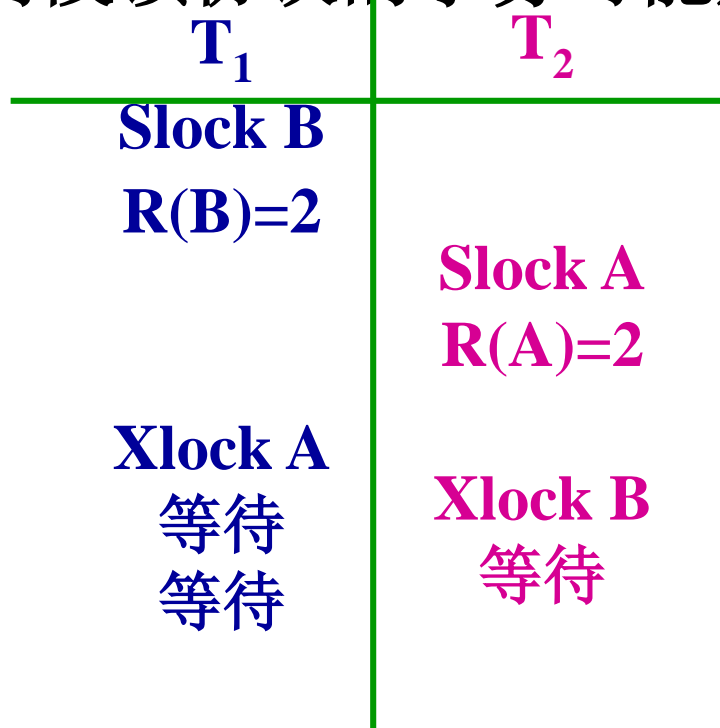 T1
T2
Slock B
R(B)=2
Slock A
R(A)=2
Xlock A
等待
Xlock B
等待
等待